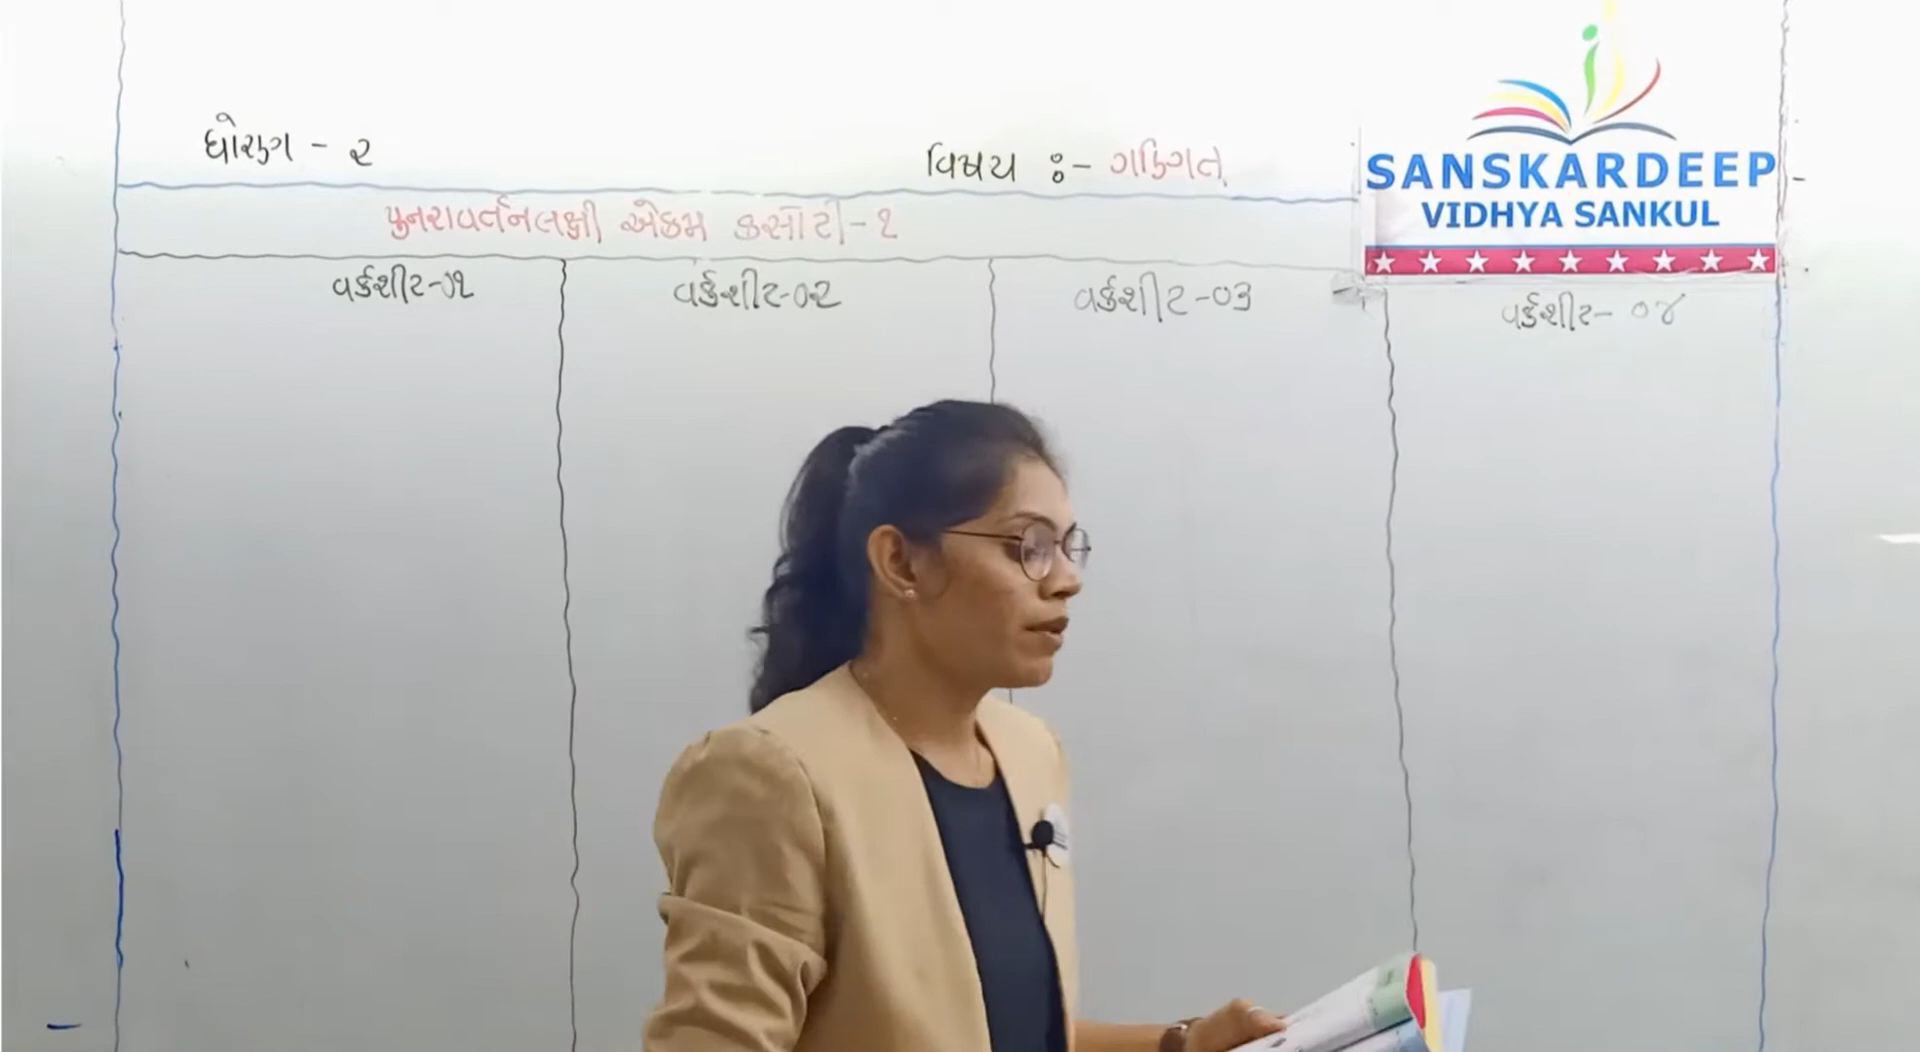 ધોરણ - ૨
વિષય :- ગણિત
SANSKARDEEP
VIDHYA SANKUL
પુનરાવર્તનલક્ષી એકમ કસોટી-૧
વર્કશીટ-૦૧
વર્કશીટ-૦૨
વર્કશીટ-૦૩
વર્કશીટ- ૦૪